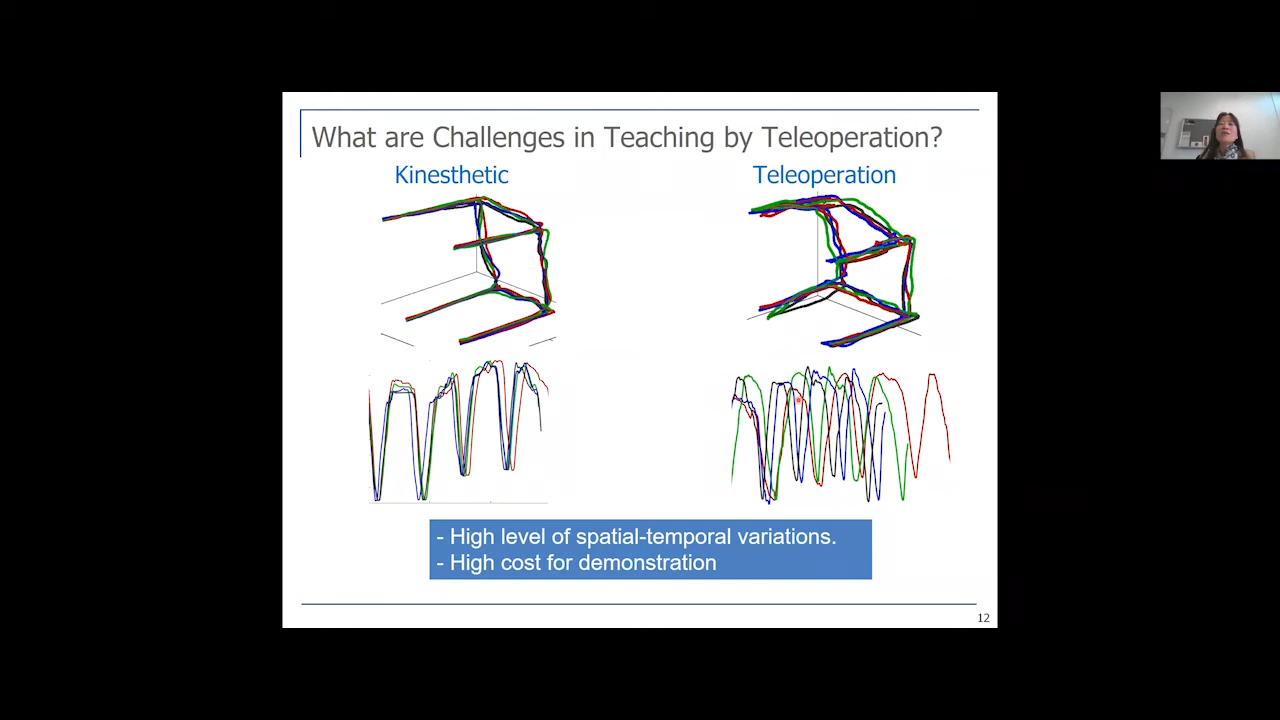 What are Challenges in Teaching by Teleoperation?
Kinesthetic
Teleoperation
- High level of spatial-temporal variations.
- High cost for demonstration
12